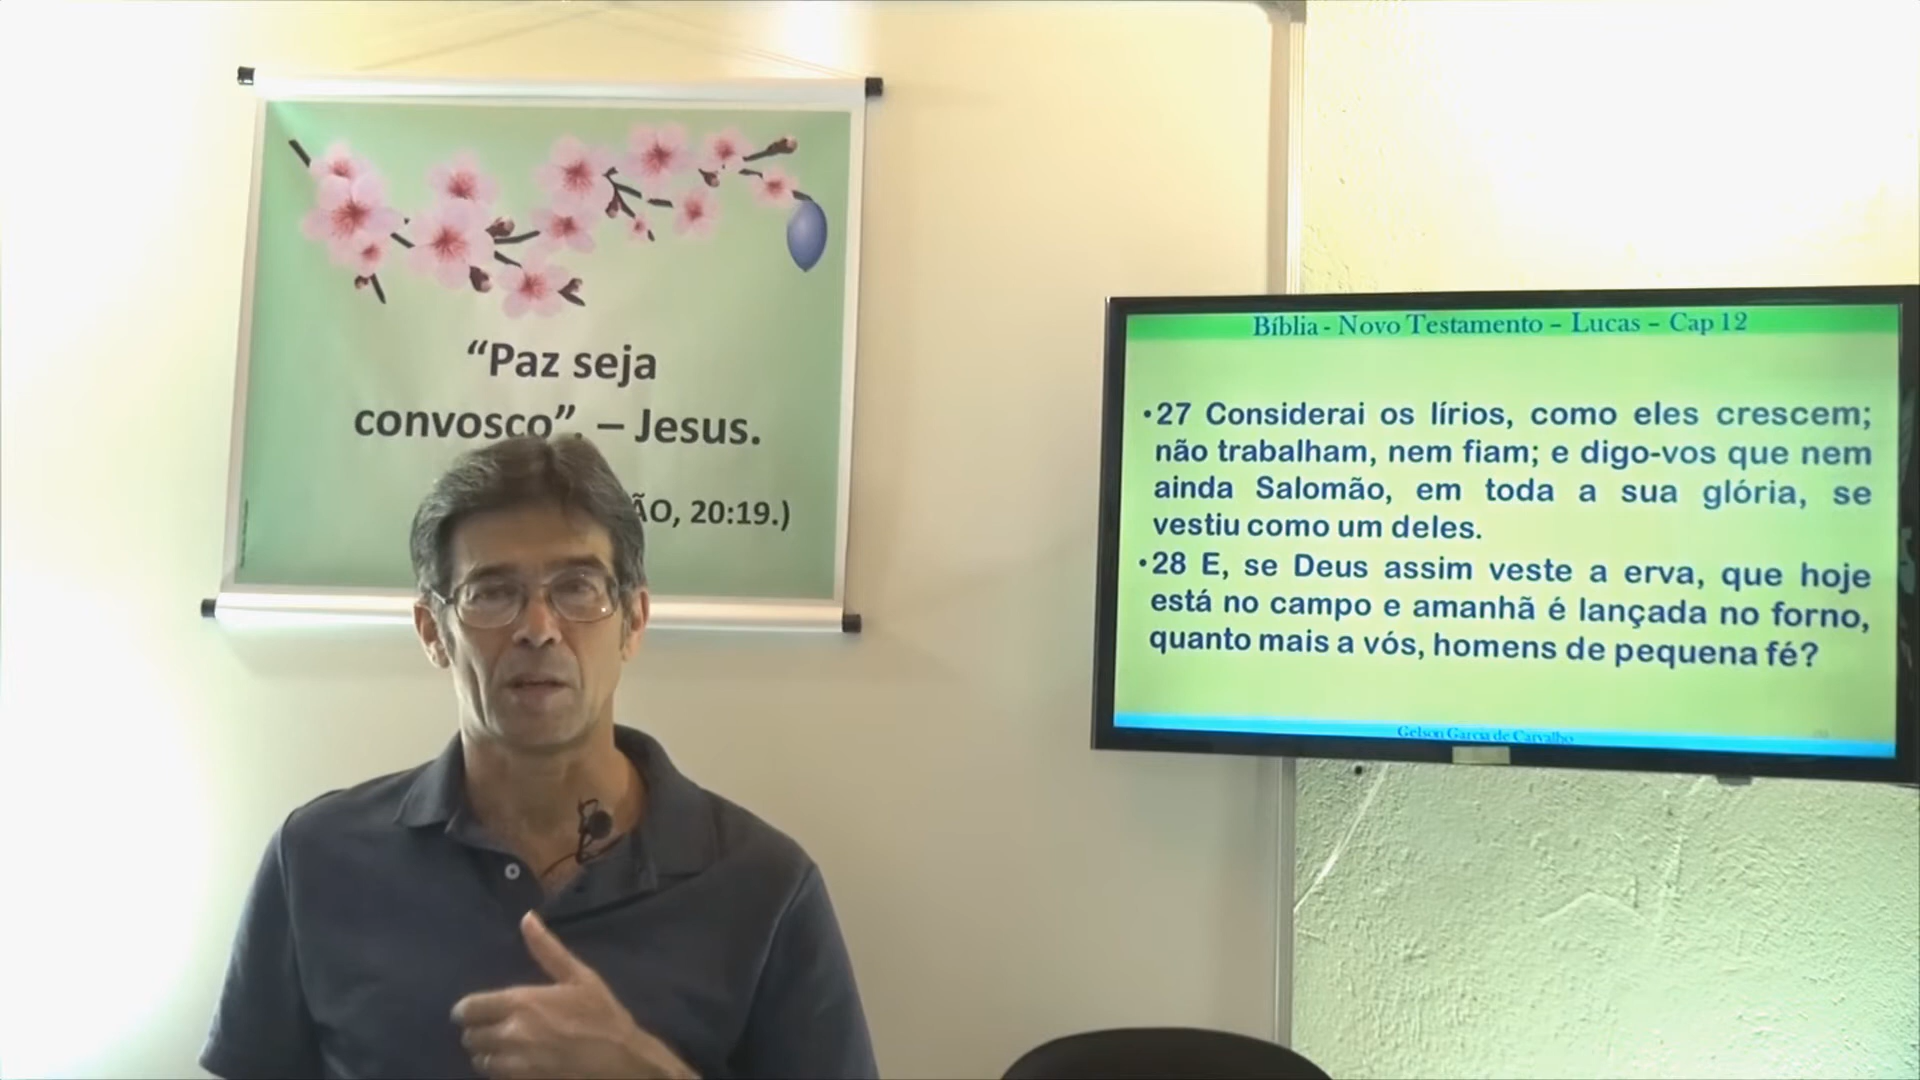 “Paz seja
convosco”. – Jesus.
ÃO, 20:19.)
Bíblia - Novo Testamento – Lucas – Cap 12
•27 Considerai os lírios, como eles crescem;
não trabalham, nem fiam; e digo-vos que nem
ainda Salomão, em toda a sua glória, se
vestiu como um deles.
•28 E, se Deus assim veste a erva, que hoje
está no campo e amanhã é lançada no forno,
quanto mais a vós, homens de pequena fé?
Gelson Garcia de Carvalho